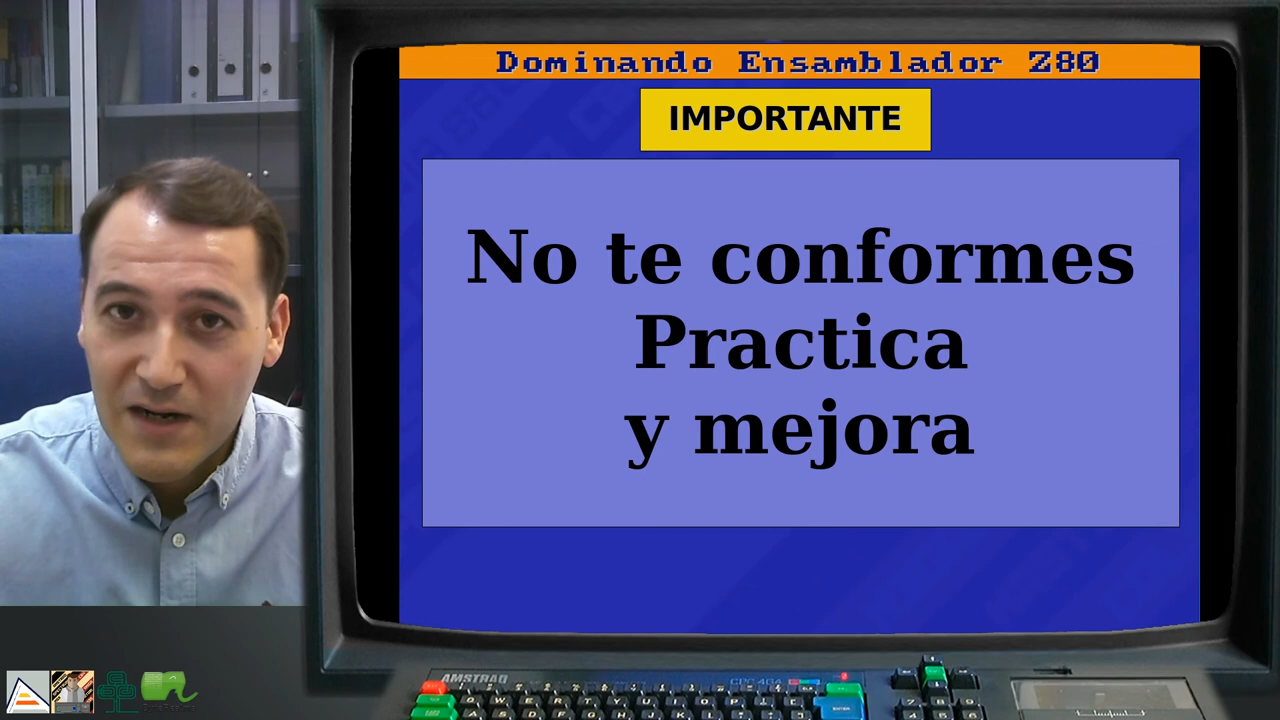 Dominando Ensamblador Z80
IMPORTANTE
No te conformes
Practica
y mejora
AMSTRAD